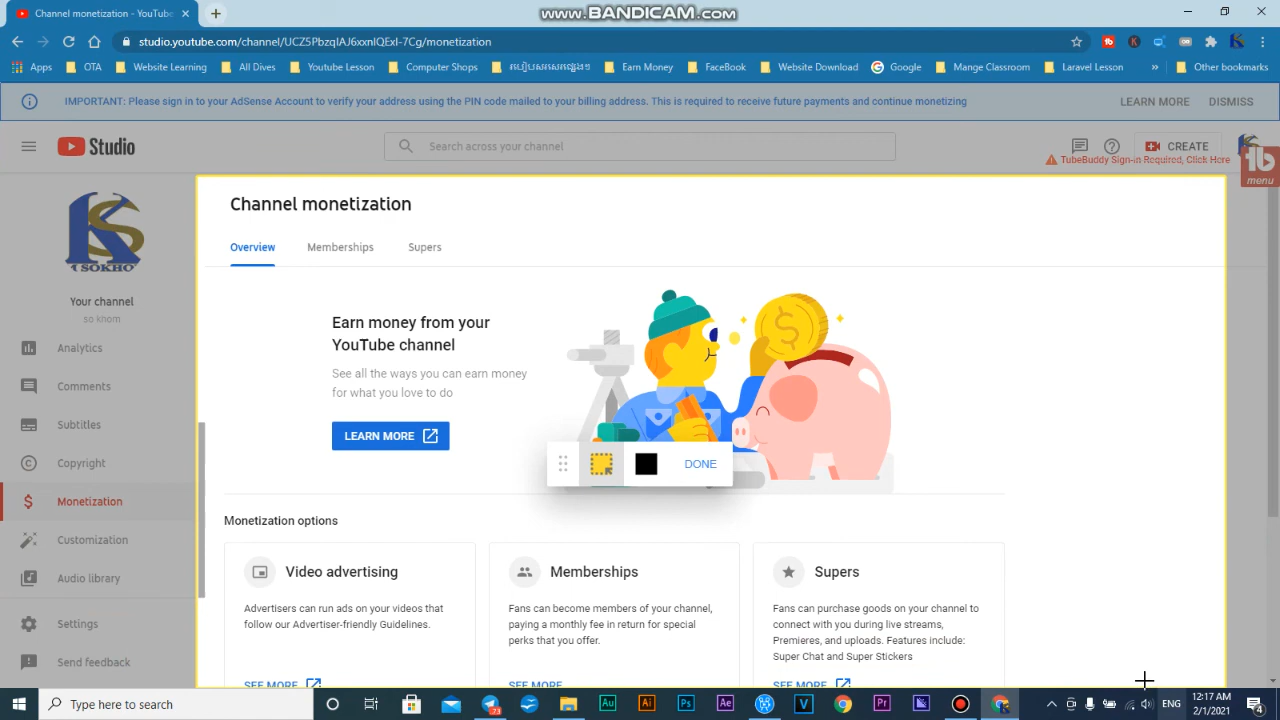 Channel monetization - YouTube
www.BANDICAM.com
studio.youtube.com/channel/UCZ5PbzqIAJ6xxnIQExI-7Cg/monetization
Apps
OTA
Website Learning
All Dives
Youtube Lesson
Computer Shops
Earn Money
FaceBook
Website Download
Google
Mange Classroom
Laravel Lesson
»
Other bookmarks
IMPORTANT: Please sign in to your AdSense Account to verify your address using the PIN code mailed to your billing address. This is required to receive future payments and continue monetizing
LEARN MORE
DISMISS
Studio
Search across your channel
CREATE
TubeBuddy Sign-in Required, Click Here
tb
menu
KS
I SOKHO
Your channel
so khom
Analytics
Comments
Subtitles
Copyright
Monetization
Customization
Audio library
Settings
Send feedback
Channel monetization
Overview
Memberships
Supers
Earn money from your
YouTube channel
See all the ways you can earn money
for what you love to do
LEARN MORE
DONE
Monetization options
Video advertising
Advertisers can run ads on your videos that
follow our Advertiser-friendly Guidelines.
SEE MORE
Memberships
Fans can become members of your channel,
paying a monthly fee in return for special
perks that you offer.
SEE MORE
Supers
Fans can purchase goods on your channel to
connect with you during live streams,
Premieres, and uploads. Features include:
Super Chat and Super Stickers
SEE MORE
Type here to search
23
Au
Ai
Ps
Ae
V
Pr
ENG
12:17 AM
2/1/2021
4